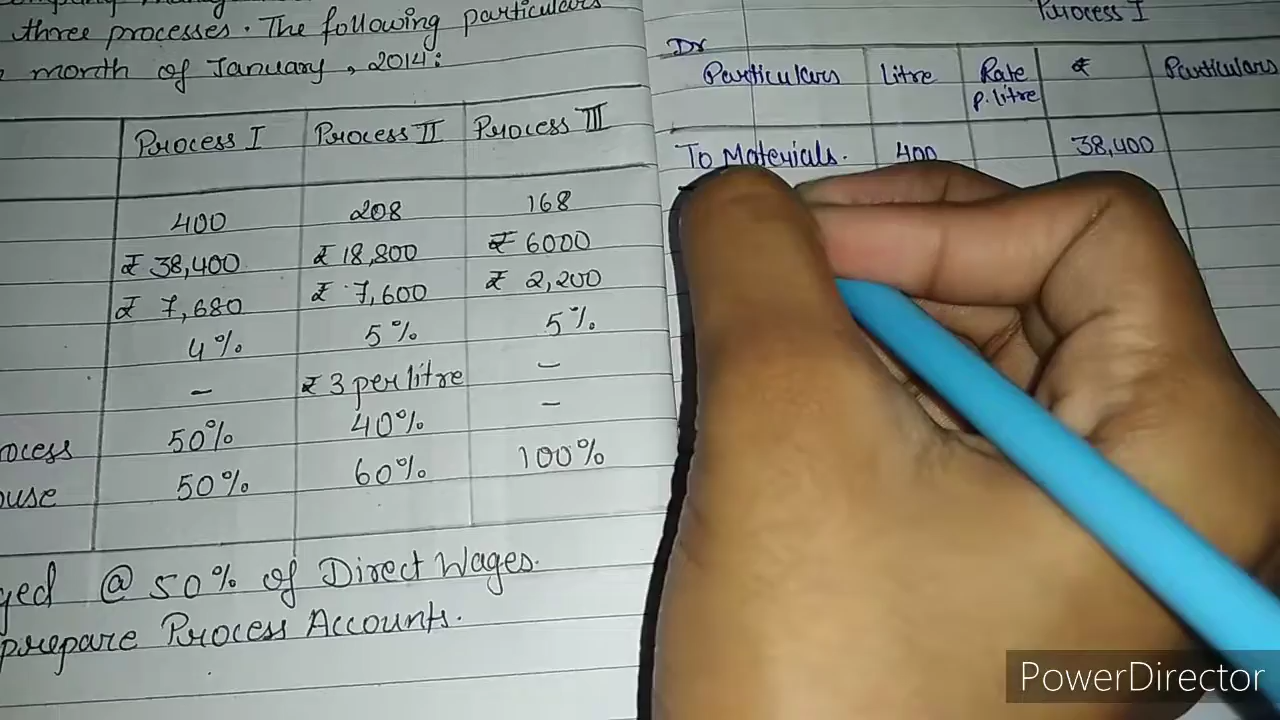 three processes. The following particulars
month of January, 2014:
Process I Process II Process III
400 208 168
₹ 38,400 ₹ 18,800 ₹ 6000
₹ 7,680 ₹ 7,600 ₹ 2,200
4% 5% 5%
- ₹ 3 per litre -
50% 40% -
50% 60% 100%
@ 50% of Direct Wages.
prepare Process Accounts.
Process I
Dr
Particulars Litre Rate p.litre ₹ Particulars
To Materials. 400 38,400
PowerDirector